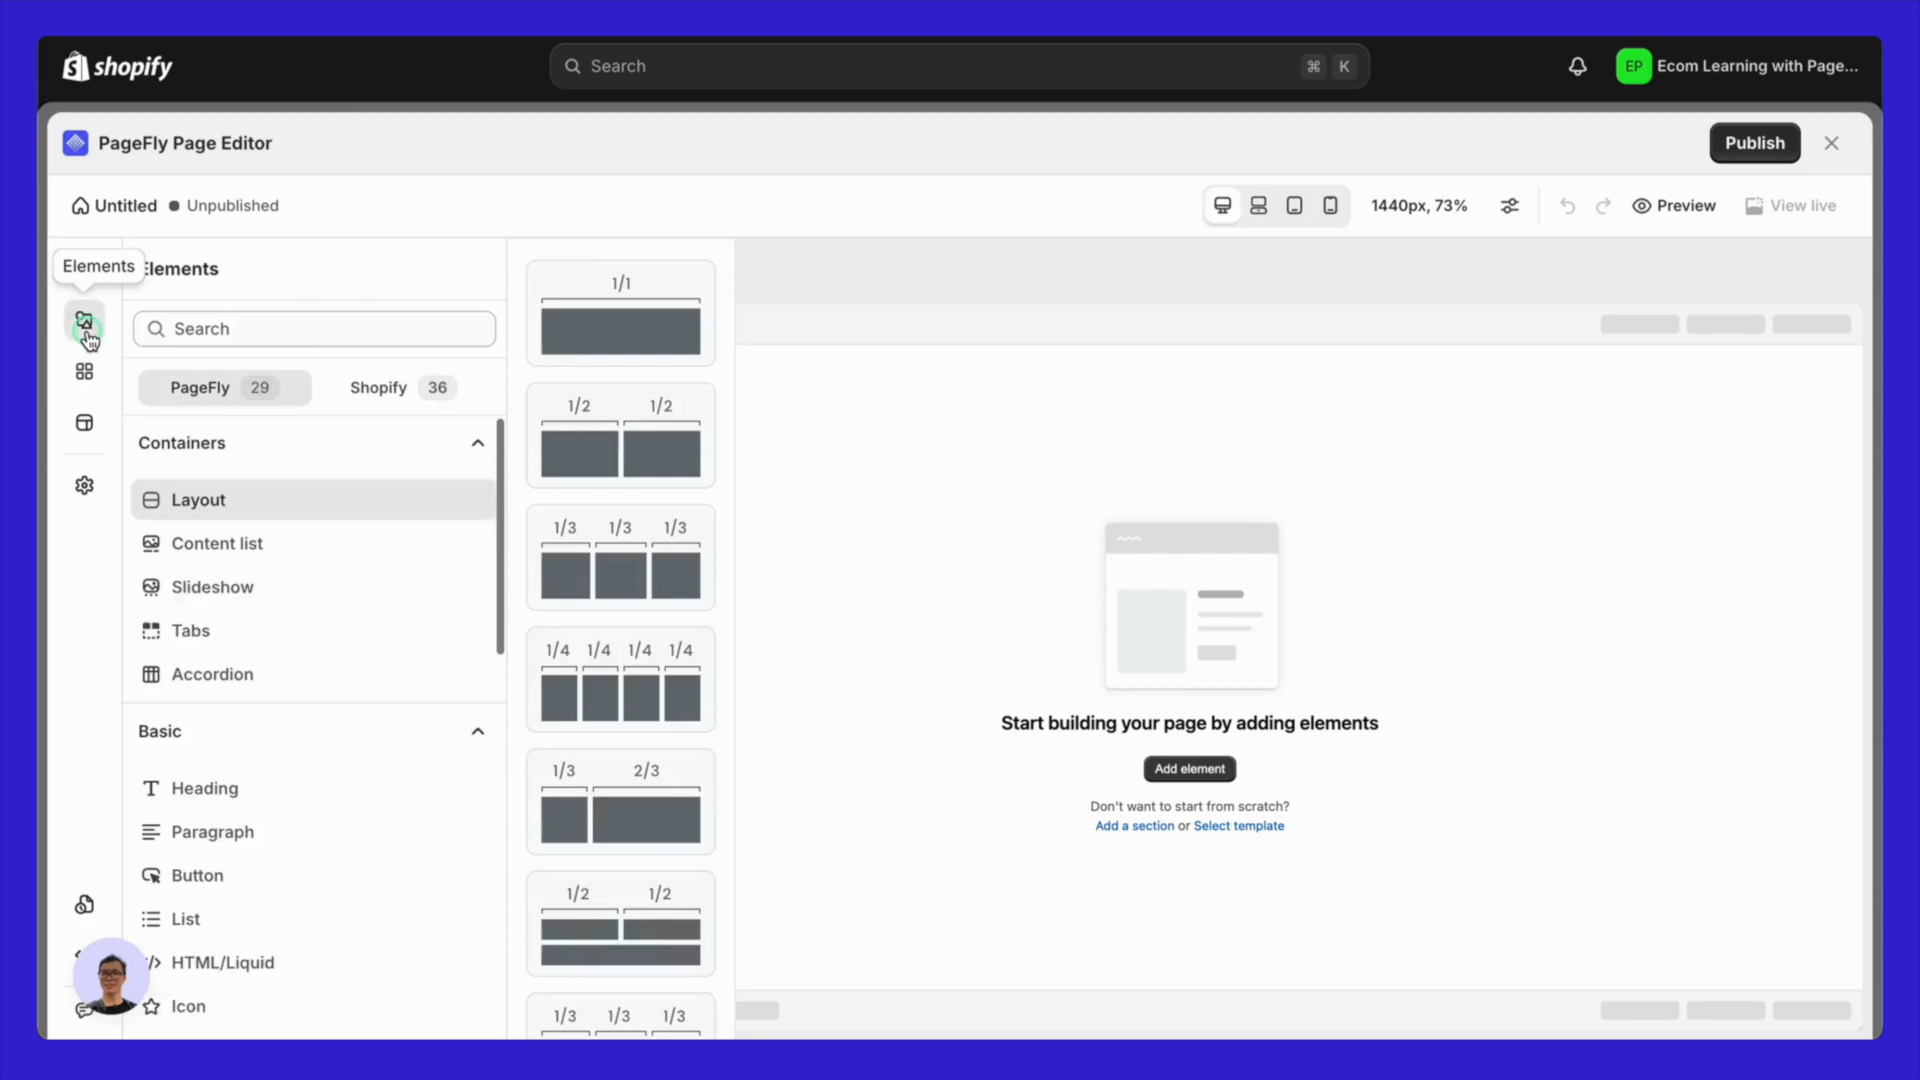 shopify
Search
⌘ K
EP Ecom Learning with Page...
PageFly Page Editor
Publish
Untitled
Unpublished
1440px, 73%
Preview
View live
Elements
Elements
Search
PageFly 29
Shopify 36
Containers
Layout
Content list
Slideshow
Tabs
Accordion
Basic
Heading
Paragraph
Button
List
HTML/Liquid
Icon
1/1
1/2 1/2
1/3 1/3 1/3
1/4 1/4 1/4 1/4
1/3 2/3
1/2 1/2
1/3 1/3 1/3
Start building your page by adding elements
Add element
Don't want to start from scratch?
Add a section or Select template